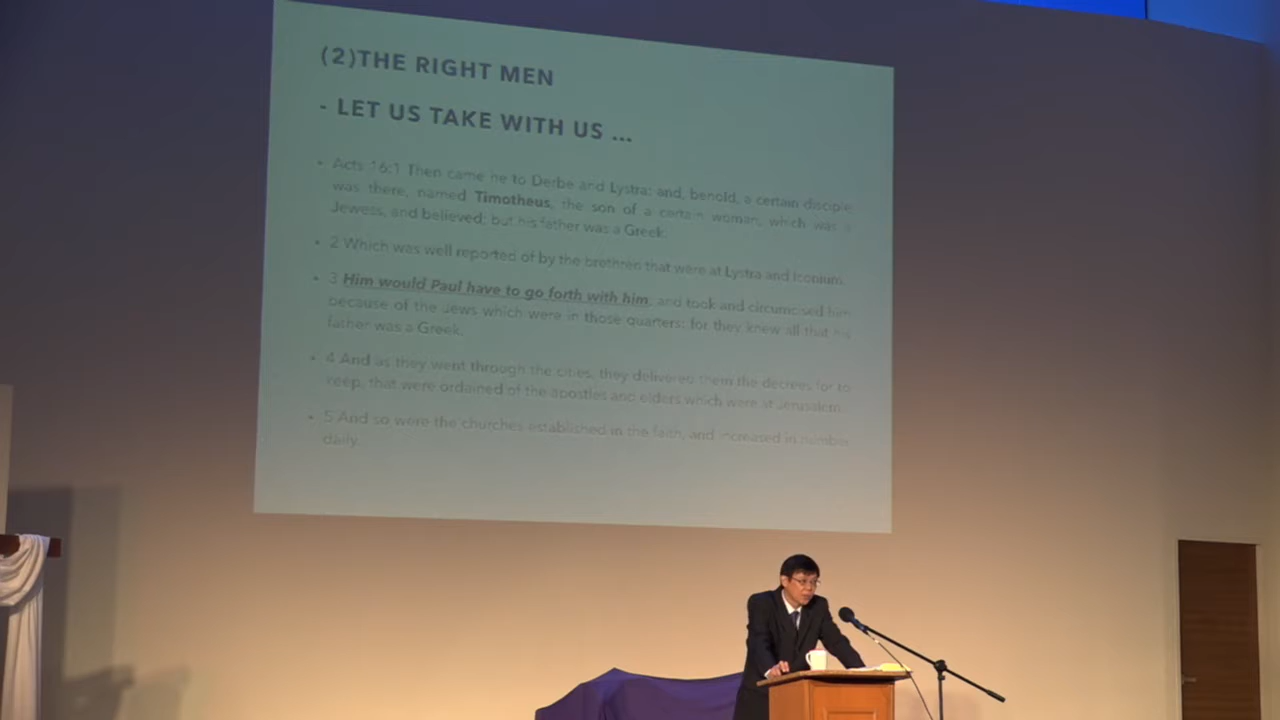 (2)THE RIGHT MEN
- LET US TAKE WITH US ...
• Acts 16:1 Then came he to Derbe and Lystra: and, behold, a certain disciple
was there, named Timotheus, the son of a certain woman, which was a
Jewess, and believed; but his father was a Greek:
• 2 Which was well reported of by the brethren that were at Lystra and Iconium.
• 3 Him would Paul have to go forth with him; and took and circumcised him
because of the Jews which were in those quarters: for they knew all that his
father was a Greek.
• 4 And as they went through the cities, they delivered them the decrees for to
keep, that were ordained of the apostles and elders which were at Jerusalem.
• 5 And so were the churches established in the faith, and increased in number
daily.